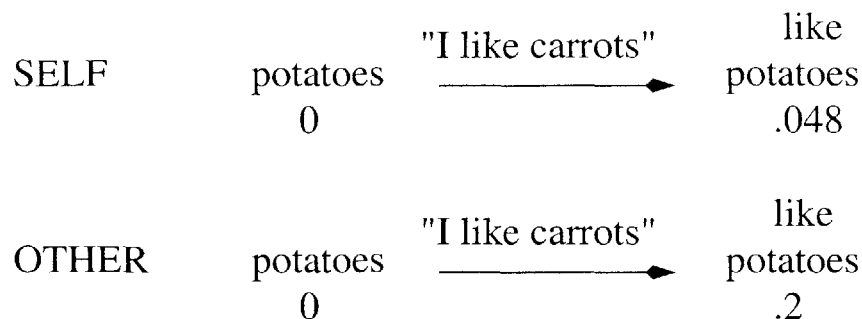 "I like carrots" like
SELF potatoes potatoes
0 .048
"I like carrots" like
OTHER potatoes potatoes
0 .2